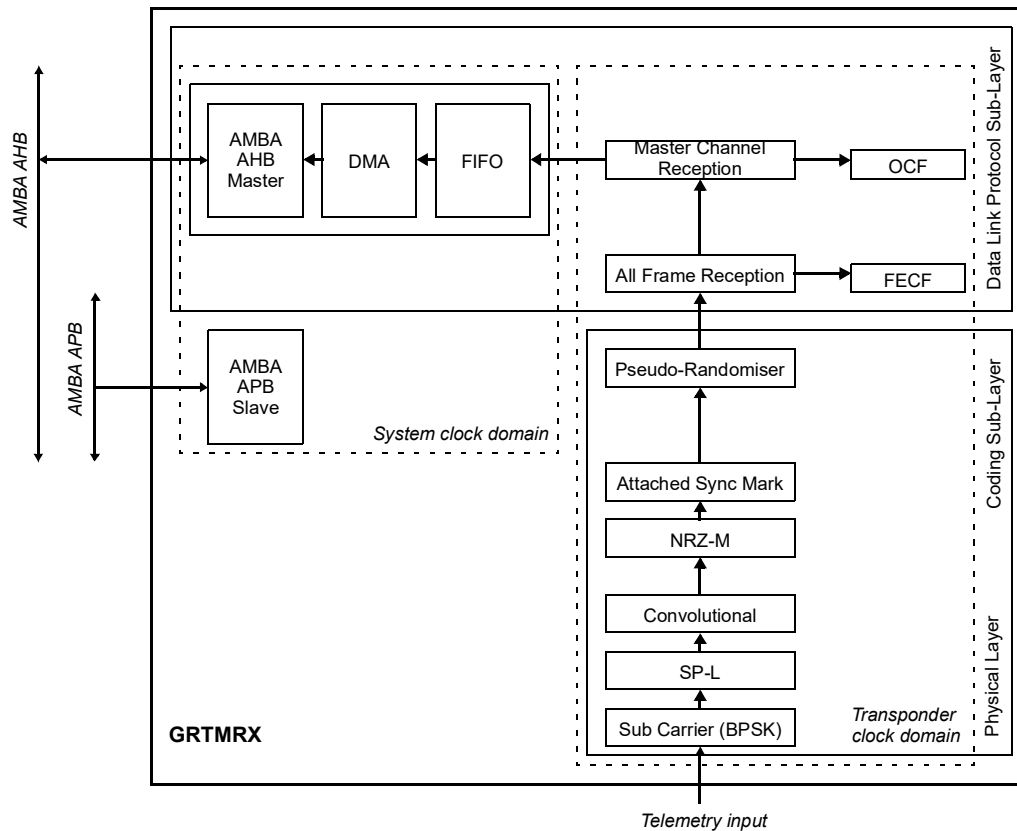 AMBA AHB
AMBA APB
AMBA
AHB
Master
DMA
FIFO
Master Channel
Reception
OCF
All Frame Reception
FECF
Data Link Protocol Sub-Layer
AMBA
APB
Slave
System clock domain
Pseudo-Randomiser
Attached Sync Mark
NRZ-M
Convolutional
SP-L
Sub Carrier (BPSK)
Coding Sub-Layer
Physical Layer
Transponder
clock domain
GRTMRX
Telemetry input